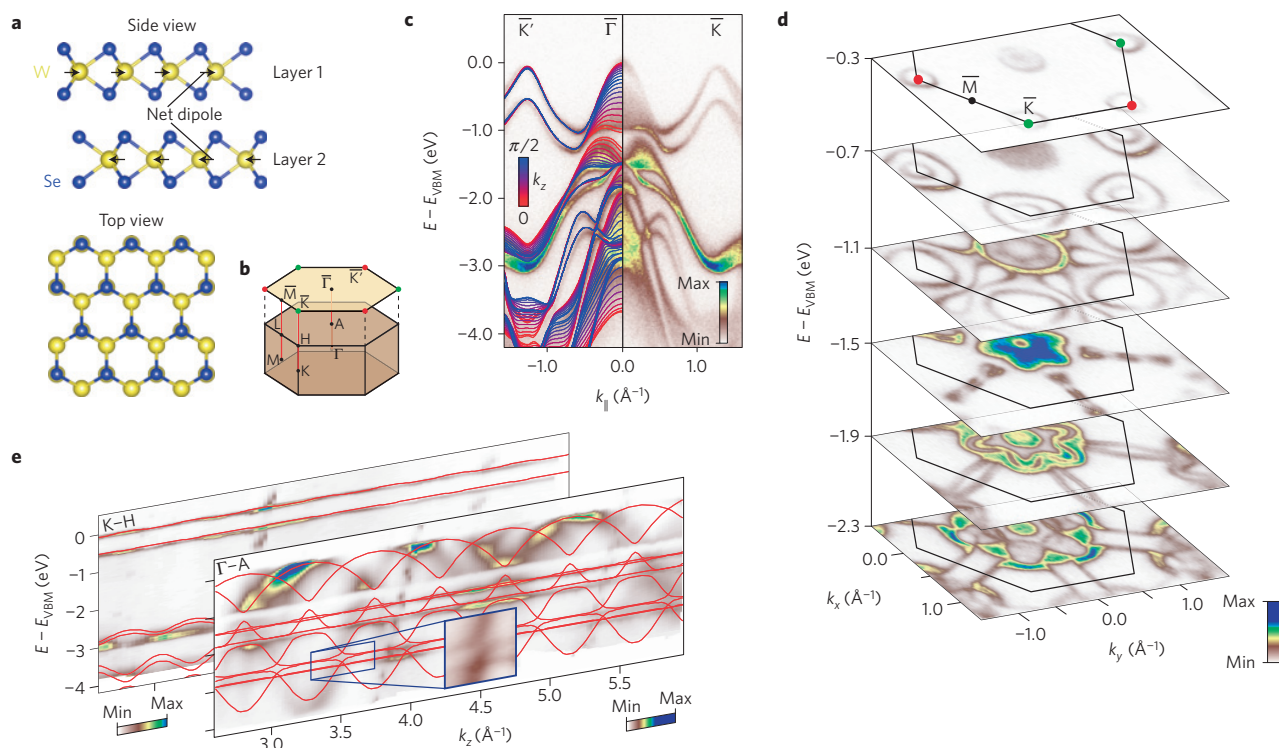 a
Side view
W
Layer 1
Net dipole
Layer 2
Se
Top view
b
Γ̅
K̅′
M̅
K̅
L
A
H
M
Γ
K
c
K̅′
Γ̅
K̅
0.0
−1.0
−2.0
−3.0
−4.0
E − E_VBM (eV)
π/2
k_z
0
Max
Min
−1.0
0.0
1.0
k_∥ (Å⁻¹)
d
−0.3
−0.7
−1.1
−1.5
−1.9
−2.3
E − E_VBM (eV)
M̅
K̅
0.0
1.0
k_x (Å⁻¹)
−1.0
0.0
1.0
k_y (Å⁻¹)
Max
Min
e
K–H
Γ–A
0
−1
−2
−3
−4
E − E_VBM (eV)
Min
Max
3.0
3.5
4.0
4.5
5.0
5.5
k_z (Å⁻¹)
Min
Max